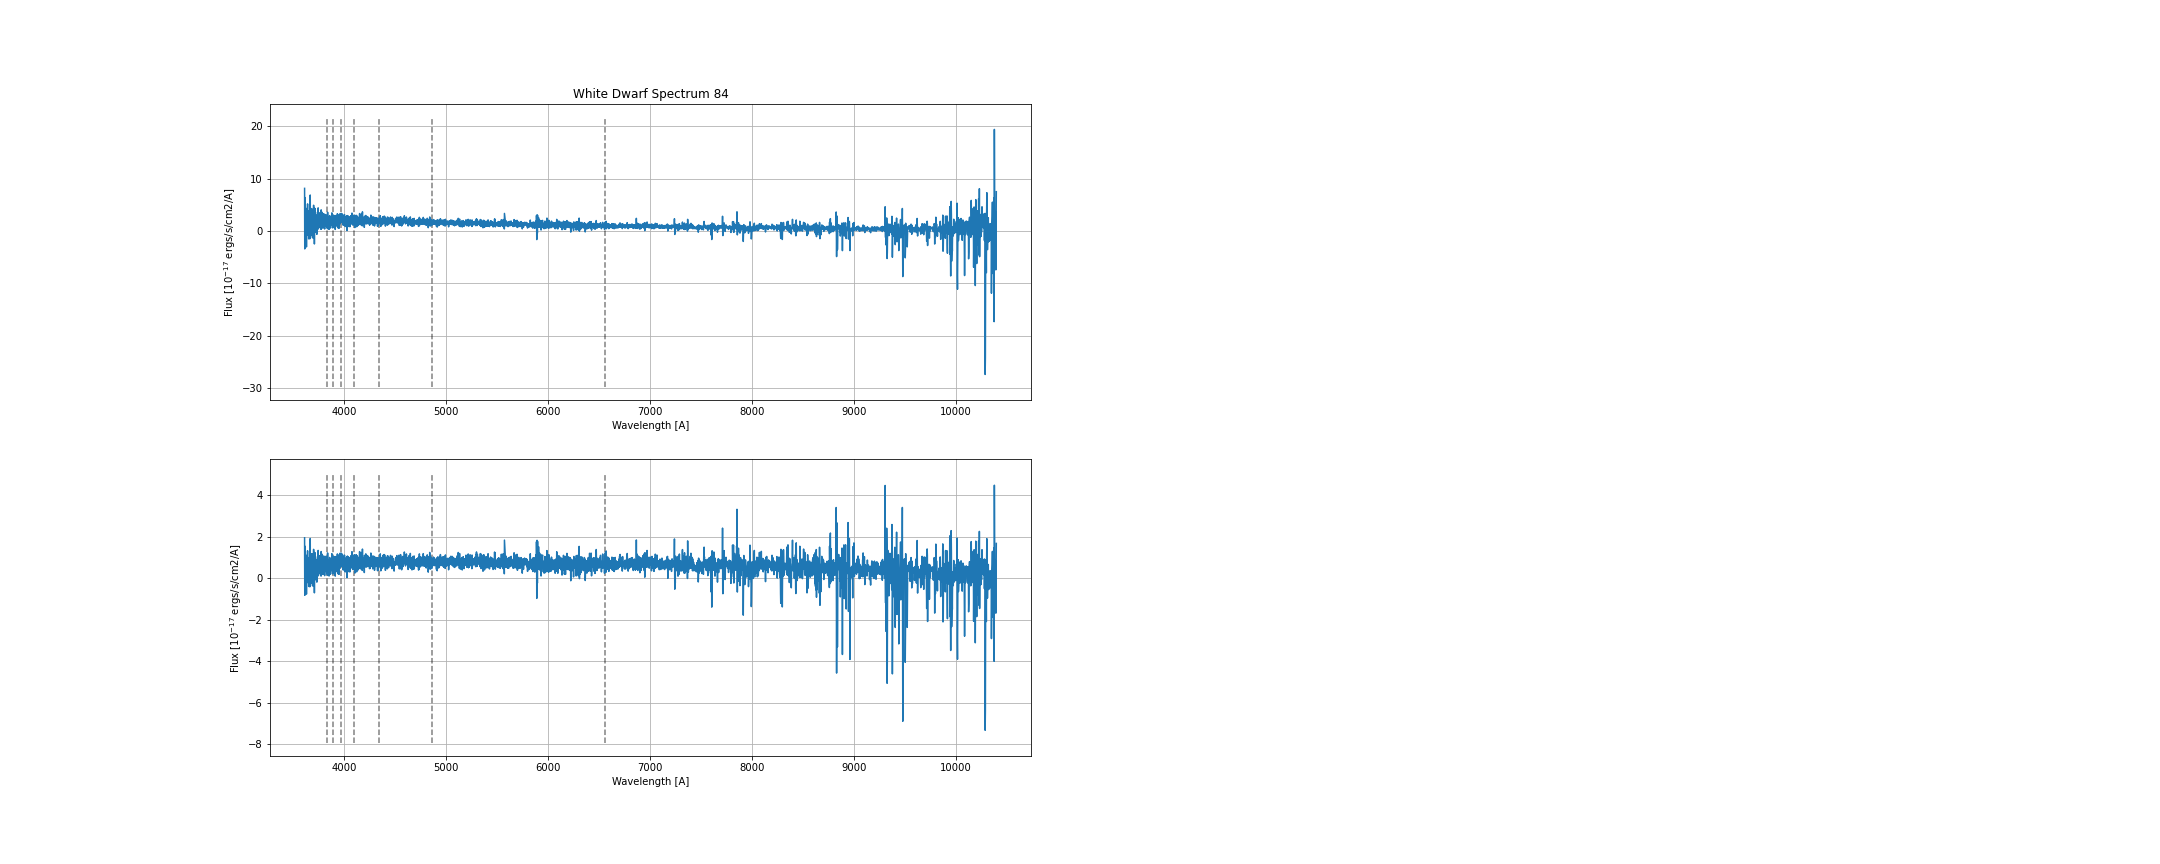 White Dwarf Spectrum 84
20
10
0
−10
−20
−30
Flux [10⁻¹⁷ ergs/s/cm2/A]
4000 5000 6000 7000 8000 9000 10000
Wavelength [A]
4
2
0
−2
−4
−6
−8
Flux [10⁻¹⁷ ergs/s/cm2/A]
4000 5000 6000 7000 8000 9000 10000
Wavelength [A]